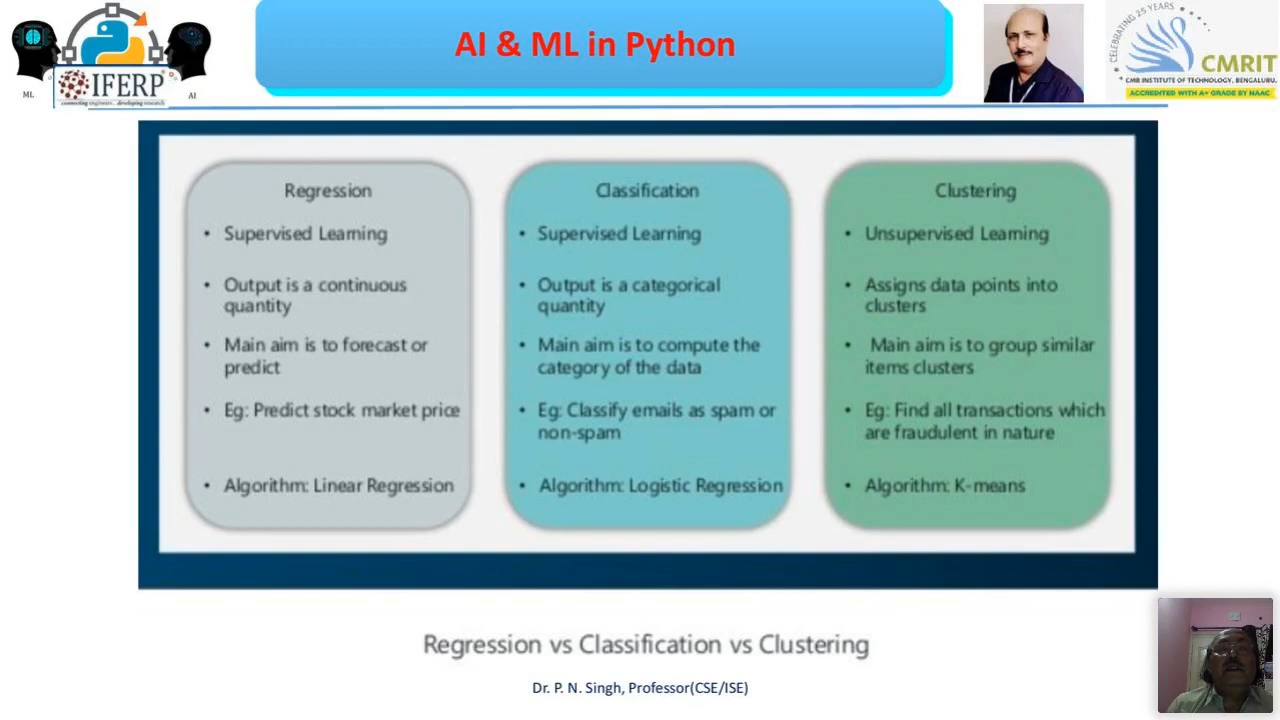 AI & ML in Python
ML
IFERP
connecting engineers...developing research
AI
CELEBRATING 25 YEARS
CMRIT
CMR INSTITUTE OF TECHNOLOGY, BENGALURU.
ACCREDITED WITH A+ GRADE BY NAAC
Regression
• Supervised Learning
• Output is a continuous
quantity
• Main aim is to forecast or
predict
• Eg: Predict stock market price
• Algorithm: Linear Regression
Classification
• Supervised Learning
• Output is a categorical
quantity
• Main aim is to compute the
category of the data
• Eg: Classify emails as spam or
non-spam
• Algorithm: Logistic Regression
Clustering
• Unsupervised Learning
• Assigns data points into
clusters
• Main aim is to group similar
items clusters
• Eg: Find all transactions which
are fraudulent in nature
• Algorithm: K-means
Regression vs Classification vs Clustering
Dr. P. N. Singh, Professor(CSE/ISE)